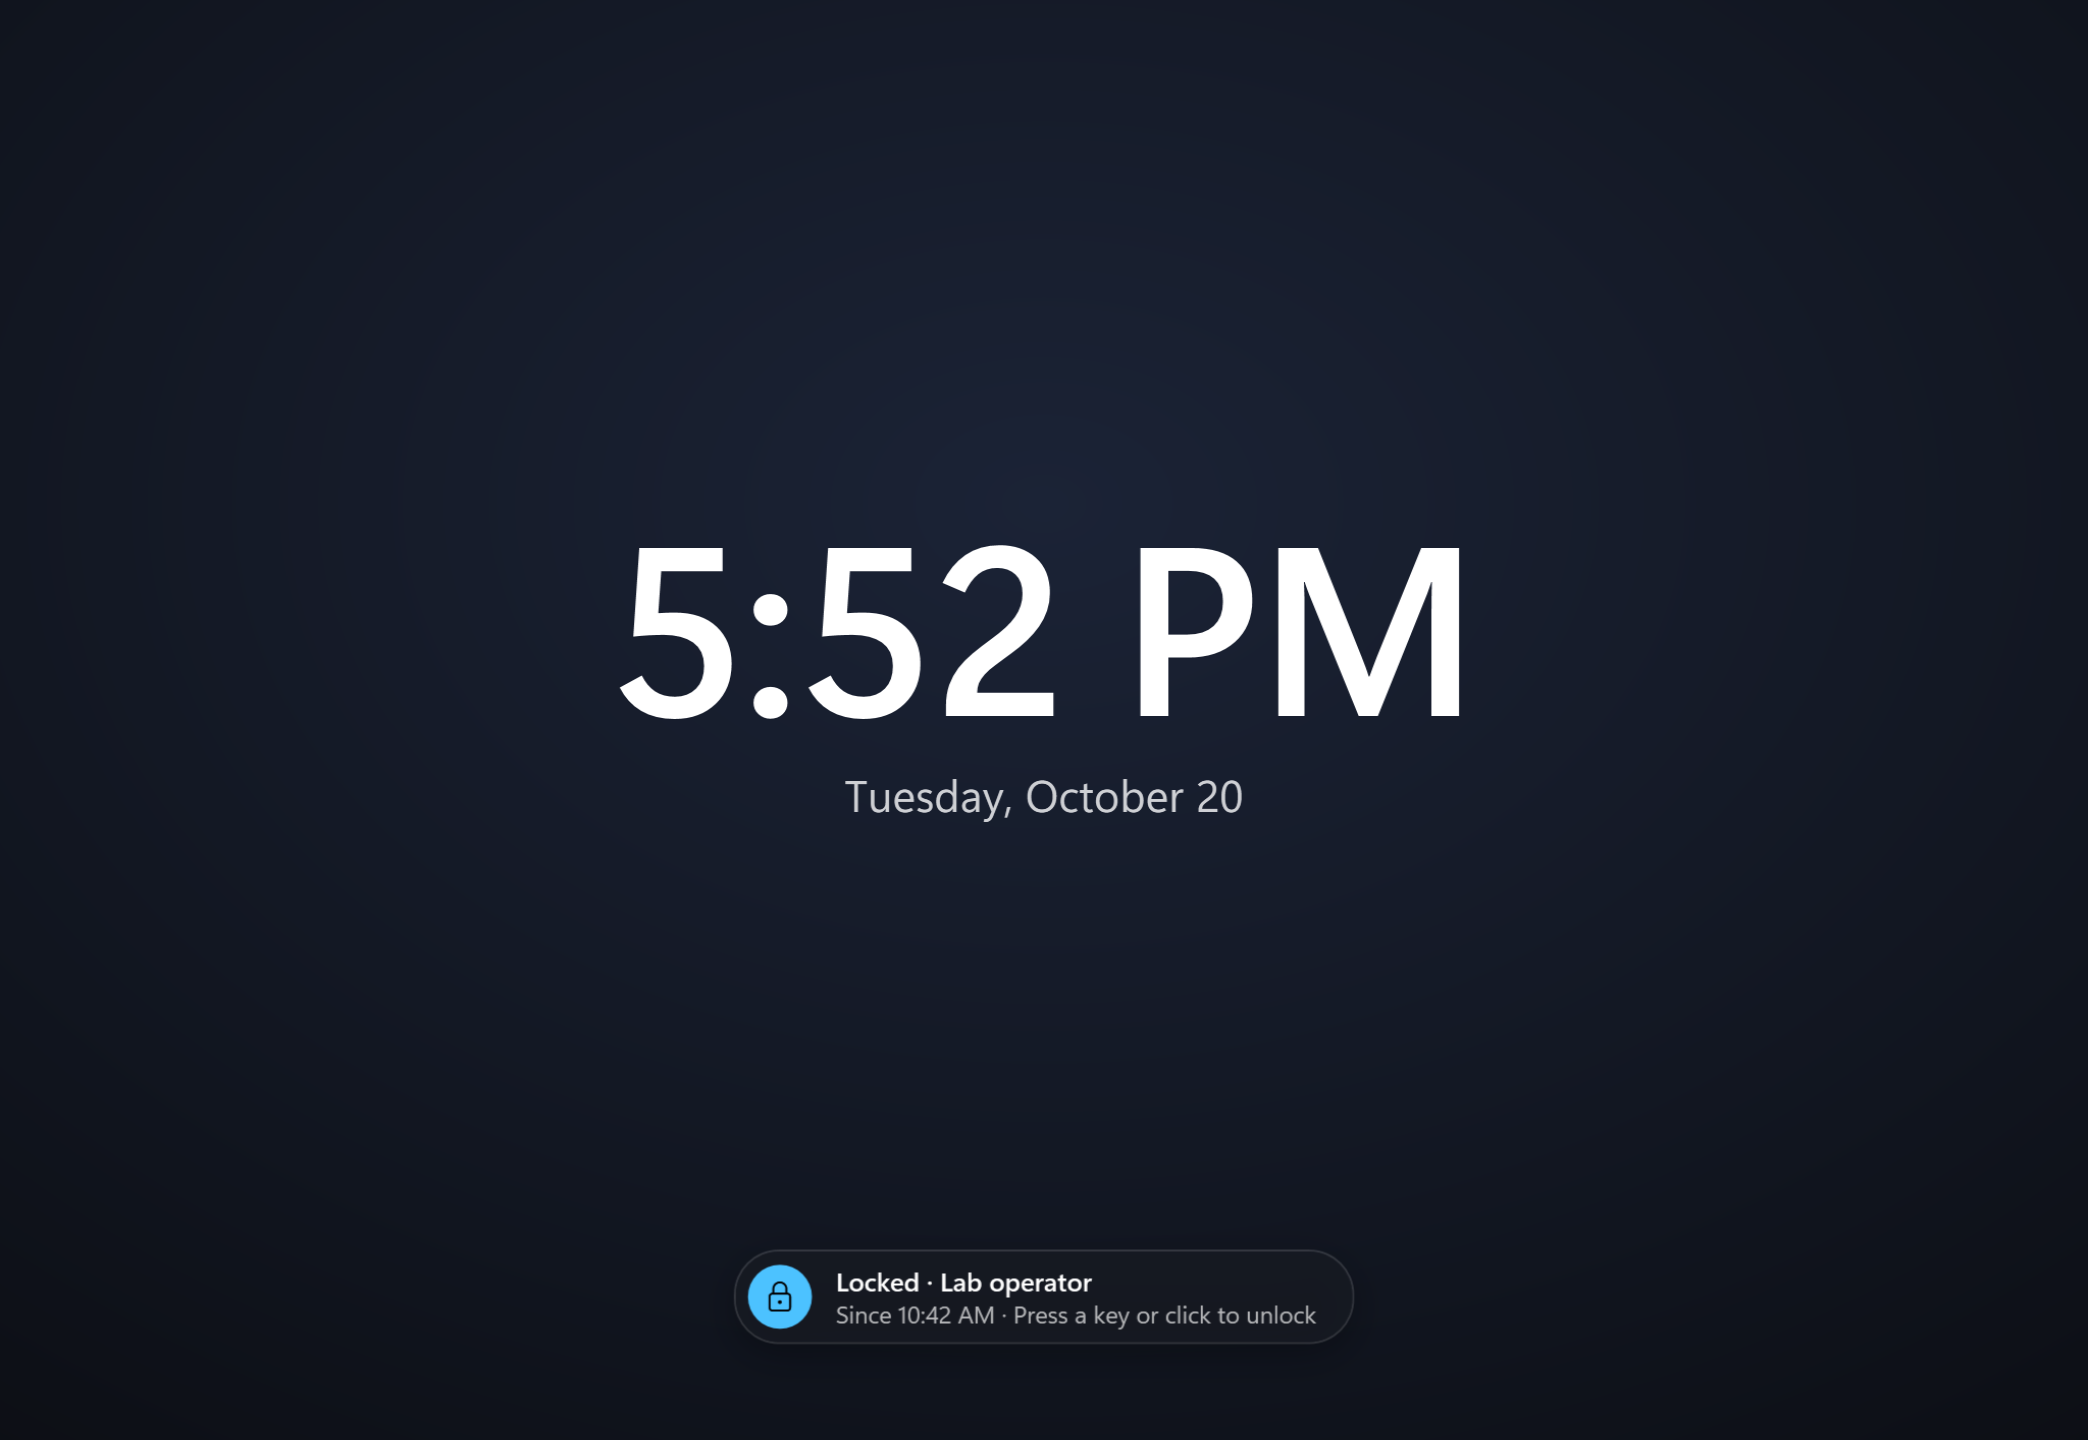 5:52 PM
Tuesday, October 20
Locked · Lab operator
Since 10:42 AM · Press a key or click to unlock